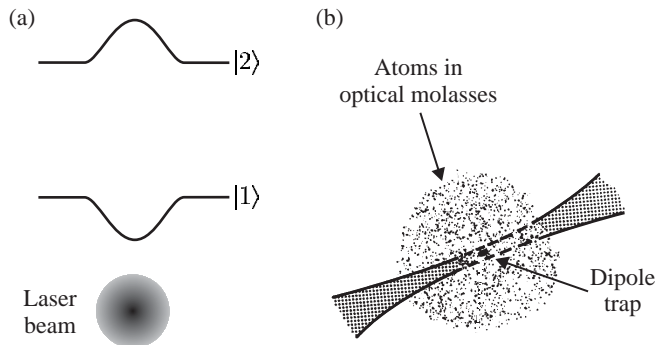 (a)
|2⟩
|1⟩
Laser
beam
(b)
Atoms in
optical molasses
Dipole
trap